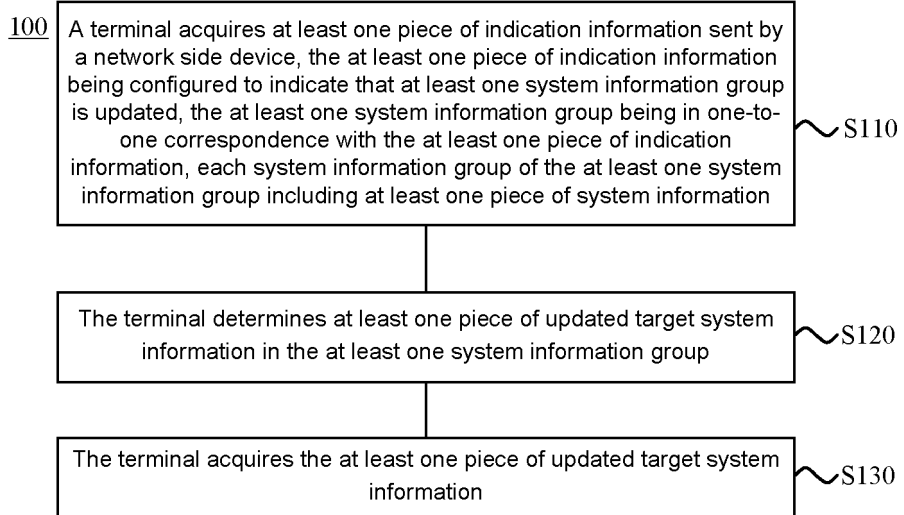 100
A terminal acquires at least one piece of indication information sent by
a network side device, the at least one piece of indication information
being configured to indicate that at least one system information group
is updated, the at least one system information group being in one-to-
one correspondence with the at least one piece of indication
information, each system information group of the at least one system
information group including at least one piece of system information
S110
The terminal determines at least one piece of updated target system
information in the at least one system information group
S120
The terminal acquires the at least one piece of updated target system
information
S130